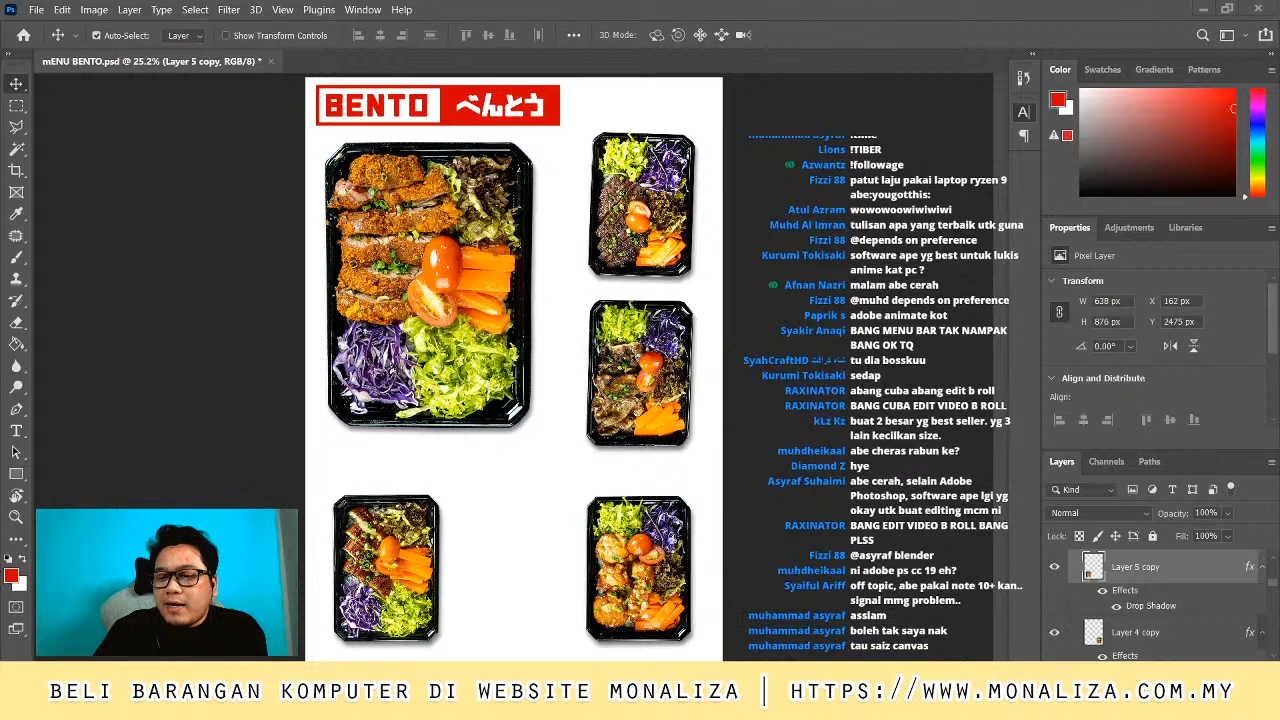 File Edit Image Layer Type Select Filter 3D View Plugins Window Help
Auto-Select: Layer Show Transform Controls 3D Mode:
mENU BENTO.psd @ 25.2% (Layer 5 copy, RGB/8) *
BENTO べんとう
muhammad asyraf
Lions !TIBER
Azwantz !followage
Fizzi 88 patut laju pakai laptop ryzen 9
abe:yougotthis:
Atul Azram wowowoowiwiwiwi
Muhd Al Imran tulisan apa yang terbaik utk guna
Fizzi 88 @depends on preference
Kurumi Tokisaki software ape yg best untuk lukis
anime kat pc ?
Afnan Nazri malam abe cerah
Fizzi 88 @muhd depends on preference
Paprik s adobe animate kot
Syakir Anaqi BANG MENU BAR TAK NAMPAK
BANG OK TQ
SyahCraftHD tu dia bosskuu
Kurumi Tokisaki sedap
RAXINATOR abang cuba abang edit b roll
RAXINATOR BANG CUBA EDIT VIDEO B ROLL
kLz Kz buat 2 besar yg best seller. yg 3
lain kecilkan size.
muhdheikaal abe cheras rabun ke?
Diamond Z hye
Asyraf Suhaimi abe cerah, selain Adobe
Photoshop, software ape lgi yg
okay utk buat editing mcm ni
RAXINATOR BANG EDIT VIDEO B ROLL BANG
PLSS
Fizzi 88 @asyraf blender
muhdheikaal ni adobe ps cc 19 eh?
Syaiful Ariff off topic, abe pakai note 10+ kan..
signal mmg problem..
muhammad asyraf asslam
muhammad asyraf boleh tak saya nak
muhammad asyraf tau saiz canvas
Color Swatches Gradients Patterns
Properties Adjustments Libraries
Pixel Layer
Transform
W 638 px X 162 px
H 876 px Y 2475 px
0.00°
Align and Distribute
Align:
Layers Channels Paths
Kind
Normal Opacity: 100%
Lock: Fill: 100%
Layer 5 copy fx
Effects
Drop Shadow
Layer 4 copy fx
Effects
BELI BARANGAN KOMPUTER DI WEBSITE MONALIZA | HTTPS://WWW.MONALIZA.COM.MY